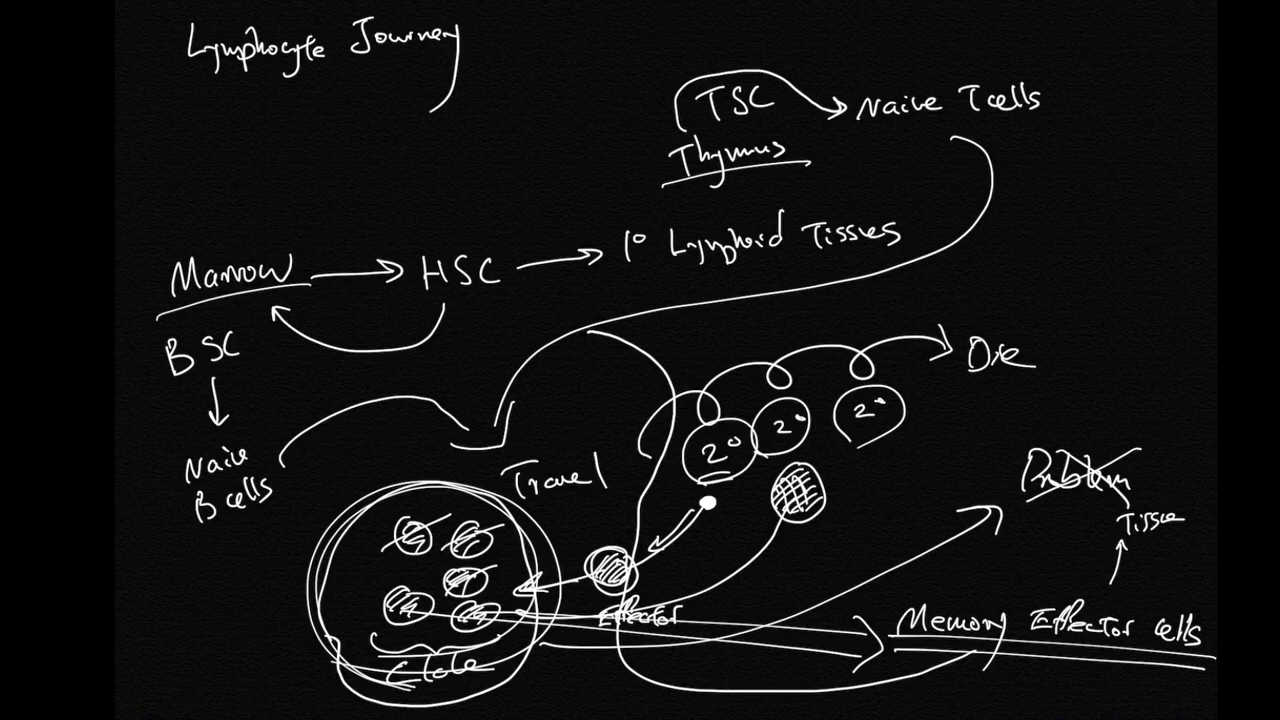 Lymphocyte Journey
TSC
Naive T cells
Thymus
Marrow
HSC
1° Lymphoid Tissues
BSC
Naive
B cells
Travel
2°
2°
2°
Die
Problem
Tissue
Effector
Memory Effector cells